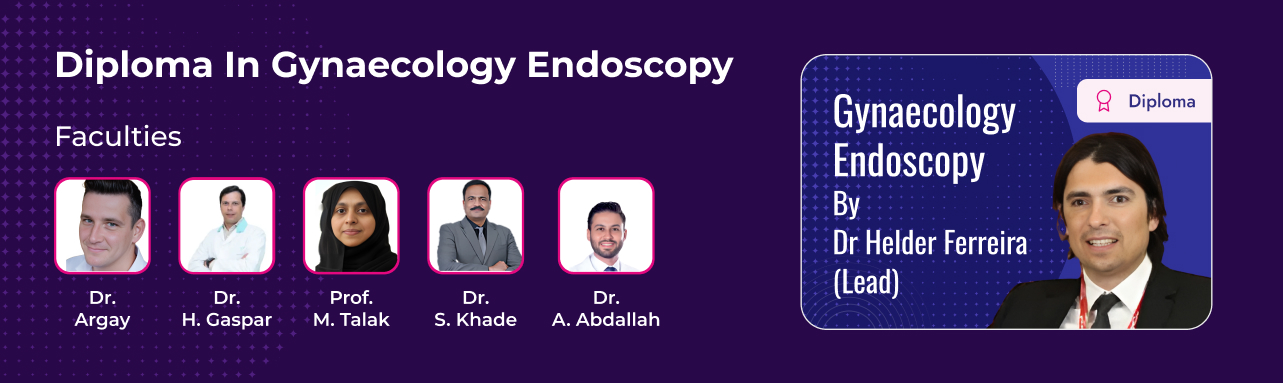 Diploma In Gynaecology Endoscopy
Faculties
Dr.
Argay
Dr.
H. Gaspar
Prof.
M. Talak
Dr.
S. Khade
Dr.
A. Abdallah
Diploma
Gynaecology
Endoscopy
By
Dr Helder Ferreira
(Lead)